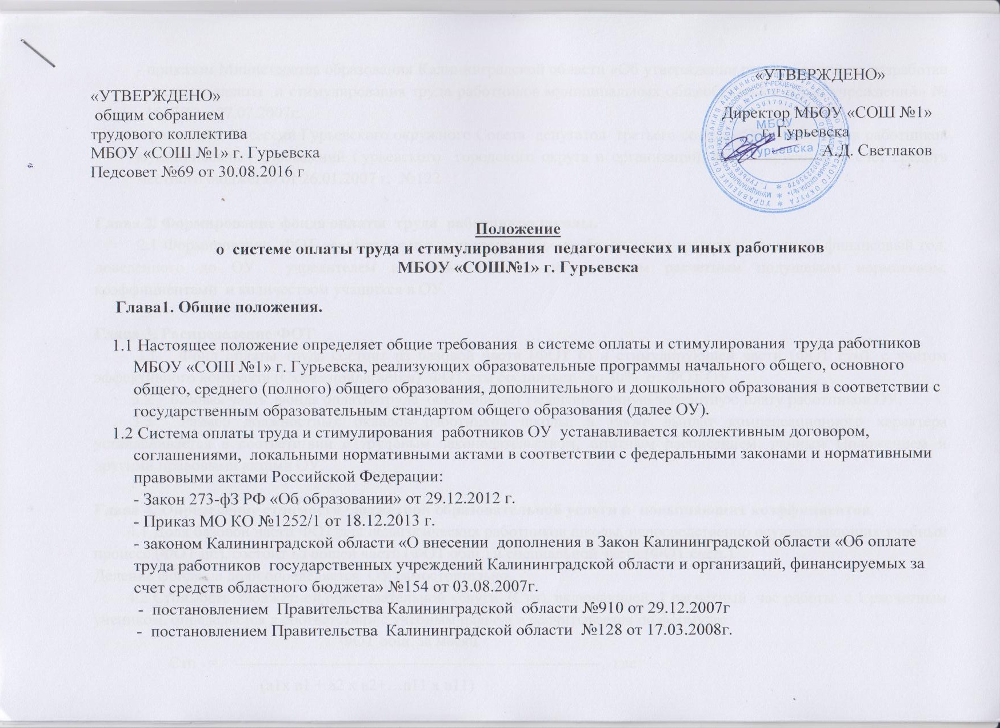 «УТВЕРЖДЕНО»
общим собранием
трудового коллектива
МБОУ «СОШ №1» г. Гурьевска
Педсовет №69 от 30.08.2016 г
«УТВЕРЖДЕНО»
Директор МБОУ «СОШ №1»
г. Гурьевска
А.Д. Светлаков
МБОУ
«СОШ №
Гурьевска
Положение
о системе оплаты труда и стимулирования педагогических и иных работников
МБОУ «СОШ№1» г. Гурьевска
Глава1. Общие положения.
1.1 Настоящее положение определяет общие требования в системе оплаты и стимулирования труда работников
МБОУ «СОШ №1» г. Гурьевска, реализующих образовательные программы начального общего, основного
общего, среднего (полного) общего образования, дополнительного и дошкольного образования в соответствии с
государственным образовательным стандартом общего образования (далее ОУ).
1.2 Система оплаты труда и стимулирования работников ОУ устанавливается коллективным договором,
соглашениями, локальными нормативными актами в соответствии с федеральными законами и нормативными
правовыми актами Российской Федерации:
- Закон 273-фЗ РФ «Об образовании» от 29.12.2012 г.
- Приказ МО КО №1252/1 от 18.12.2013 г.
- законом Калининградской области «О внесении дополнения в Закон Калининградской области «Об оплате
труда работников государственных учреждений Калининградской области и организаций, финансируемых за
счет средств областного бюджета» №154 от 03.08.2007г.
- постановлением Правительства Калининградской области №910 от 29.12.2007г
- постановлением Правительства Калининградской области №128 от 17.03.2008г.